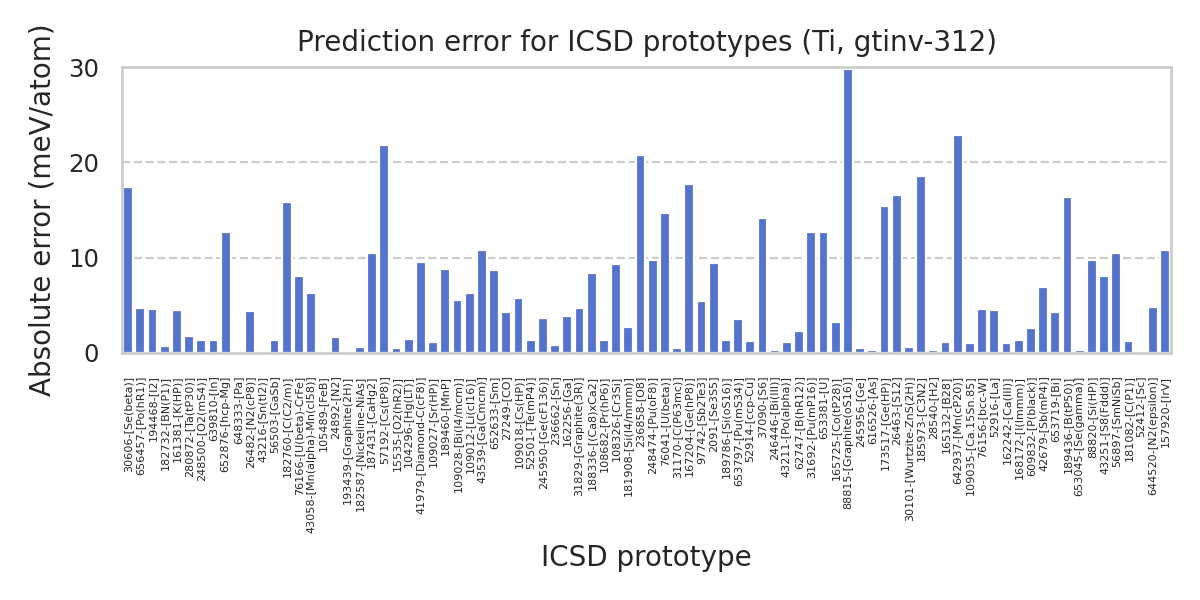 Prediction error for ICSD prototypes (Ti, gtinv-312)
Absolute error (meV/atom)
30
20
10
0
30606-[Se(beta)]
656457-[Po(hR1)]
194468-[I2]
182732-[BN(P1)]
16381-[K(HP)]
280872-[Ta(tP30)]
248500-[O2(mS4)]
639810-[In]
652876-[hcp-Mg]
64833-[Pa]
26482-[N2(cP8)]
43216-[Sn(tI2)]
56503-[GaSb]
182760-[C(C2/m)]
76166-[U(beta)-CrFe]
43058-[Mn(alpha)-Mn(cI58)]
105489-[FeB]
24892-[N2]
193439-[Graphite(2H)]
182587-[Nickeline-NiAs]
187431-[CaHg2]
57192-[Cs(tP8)]
15535-[O2(hR2)]
104296-[Hg(LT)]
41979-[Diamond-C(cF8)]
109027-[Sr(HP)]
189460-[MnP]
109028-[Bi(I4/mcm)]
109012-[Li(cI16)]
43539-[Ga(Cmcm)]
652633-[Sm]
27249-[CO]
109018-[Cs(HP)]
52501-[Te(mP4)]
245950-[Ge(cF136)]
236662-[Sn]
162256-[Ga]
31829-[Graphite(3R)]
188336-[(Ca8)xCa2]
108682-[Pr(hP6)]
108326-[Cr3Si]
181908-[Si(I4/mmm)]
236858-[O8]
248474-[Pu(oF8)]
76041-[U(beta)]
31170-[C(P63mc)]
167204-[Ge(hP8)]
97742-[Sb2Te3]
2091-[Se3S5]
189786-[Si(oS16)]
653797-[Pu(mS34)]
52914-[ccp-Cu]
37090-[S6]
246446-[Bi(III)]
43211-[Po(alpha)]
62747-[B(hR12)]
31692-[Pu(mP16)]
653381-[U]
165725-[Co(tP28)]
88815-[Graphite(oS16)]
245956-[Ge]
616526-[As]
173517-[Ge(HP)]
26463-[S12]
30101-[Wurtzite-ZnS(2H)]
185973-[C3N2]
28540-[H2]
165132-[B28]
642937-[Mn(cP20)]
109035-[Ca.15Sn.85]
76156-[bcc-W]
52916-[La]
162242-[Ca(III)]
168172-[I(Immm)]
609832-[P(black)]
42679-[Sb(mP4)]
653719-[Bi]
189436-[B(tP50)]
653045-[Se(gamma)]
88820-[Si(HP)]
43251-[S8(Fddd)]
56897-[SmNiSb]
181082-[C(P1)]
52412-[Sc]
644520-[N2(epsilon)]
157920-[IrV]
ICSD prototype